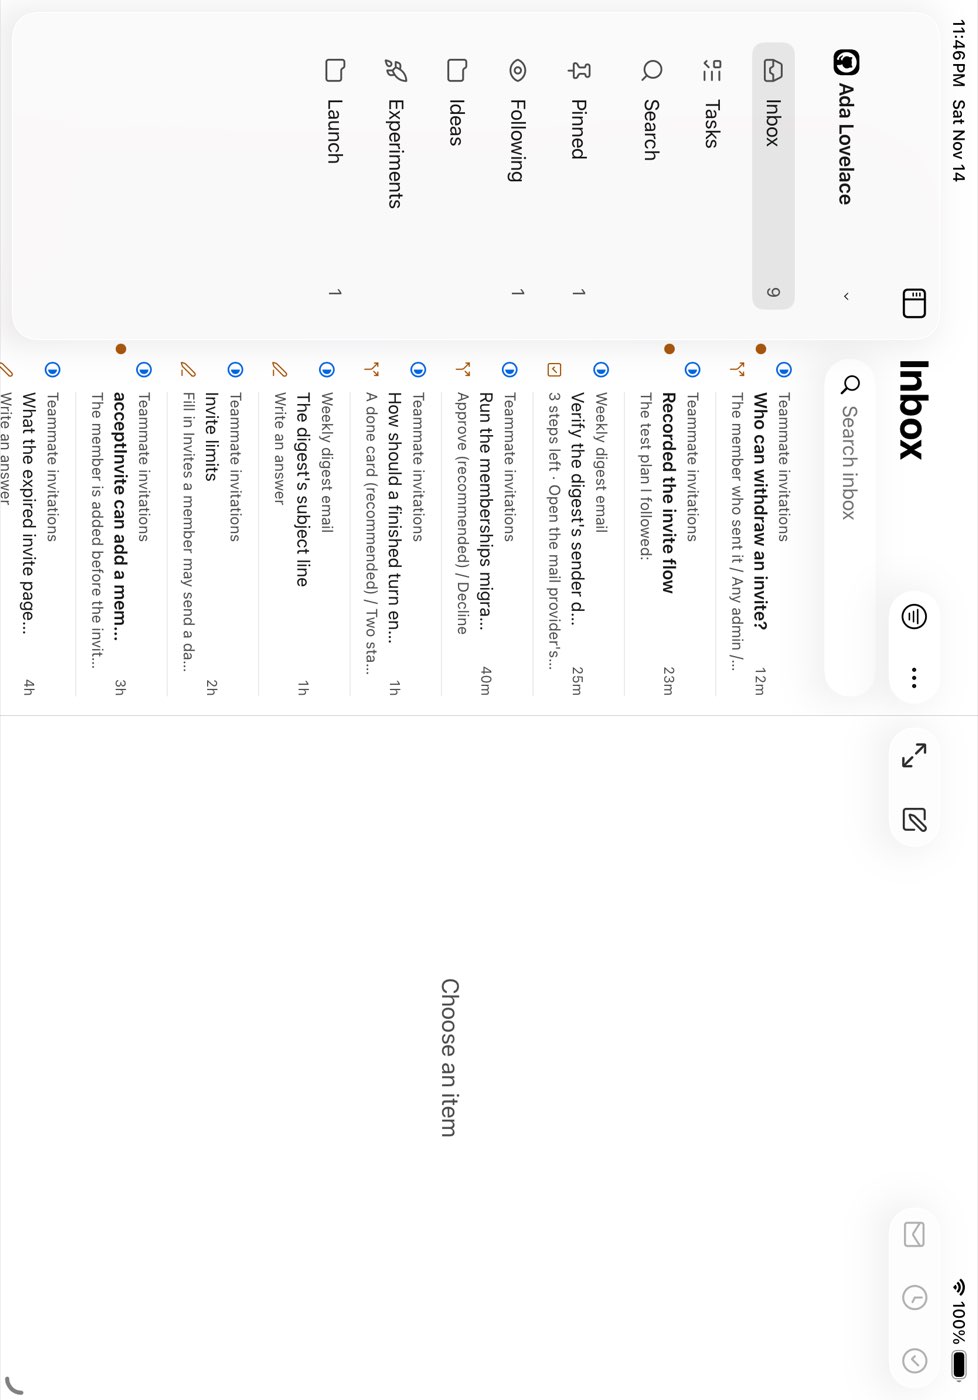 11:46 PM Sat Nov 14
100%
Ada Lovelace
Inbox 9
Tasks
Search
Pinned 1
Following 1
Ideas
Experiments
Launch 1
Inbox
Search inbox
Teammate invitations
Who can withdraw an invite? 12m
The member who sent it / Any admin /...
Teammate invitations
Recorded the invite flow 23m
The test plan I followed:
Weekly digest email
Verify the digest's sender d... 25m
3 steps left · Open the mail provider's...
Teammate invitations
Run the memberships migra... 40m
Approve (recommended) / Decline
Teammate invitations
How should a finished turn en... 1h
A done card (recommended) / Two sta...
Weekly digest email
The digest's subject line 1h
Write an answer
Teammate invitations
Invite limits 2h
Fill in Invites a member may send a da...
Teammate invitations
acceptInvite can add a mem... 3h
The member is added before the invit...
Teammate invitations
What the expired invite page... 4h
Write an answer
Choose an item